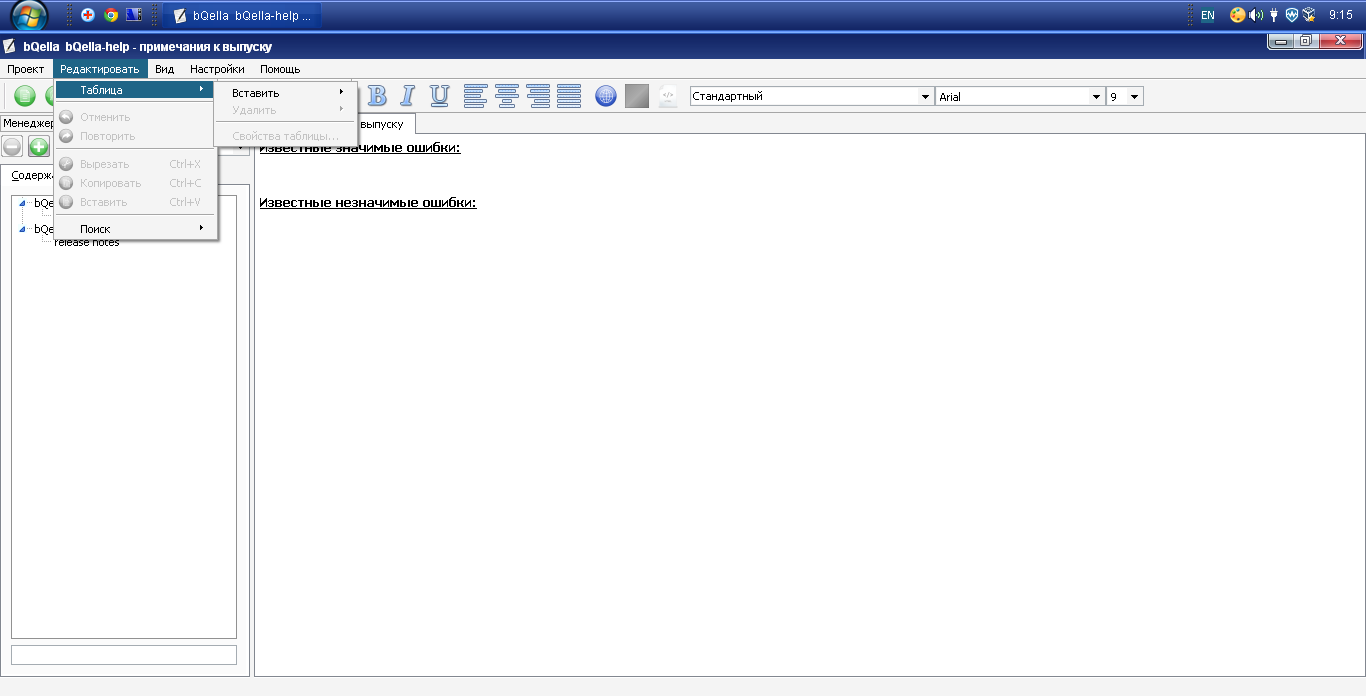 bQella bQella-help ...
EN
9:15
bQella bQella-help - примечания к выпуску
Проект Редактировать Вид Настройки Помощь
Таблица
Отменить
Повторить
Вырезать Ctrl+X
Копировать Ctrl+C
Вставить Ctrl+V
Поиск
Вставить
Удалить
Свойства таблицы...
B I U
Стандартный
Arial
9
Менеджер
выпуску
Содержа
bQe
bQe
release notes
Известные значимые ошибки:
Известные незначимые ошибки: